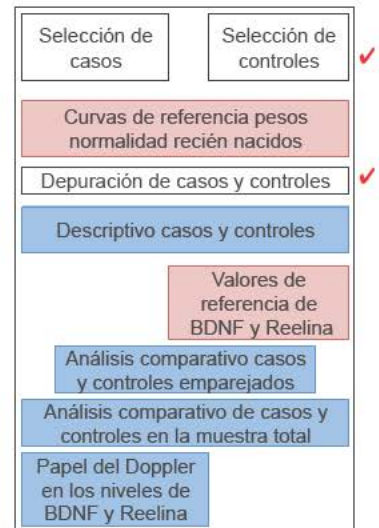 Selección de
casos
Selección de
controles
Curvas de referencia pesos
normalidad recién nacidos
Depuración de casos y controles
Descriptivo casos y controles
Valores de
referencia de
BDNF y Reelina
Análisis comparativo casos
y controles emparejados
Análisis comparativo de casos y
controles en la muestra total
Papel del Doppler
en los niveles de
BDNF y Reelina